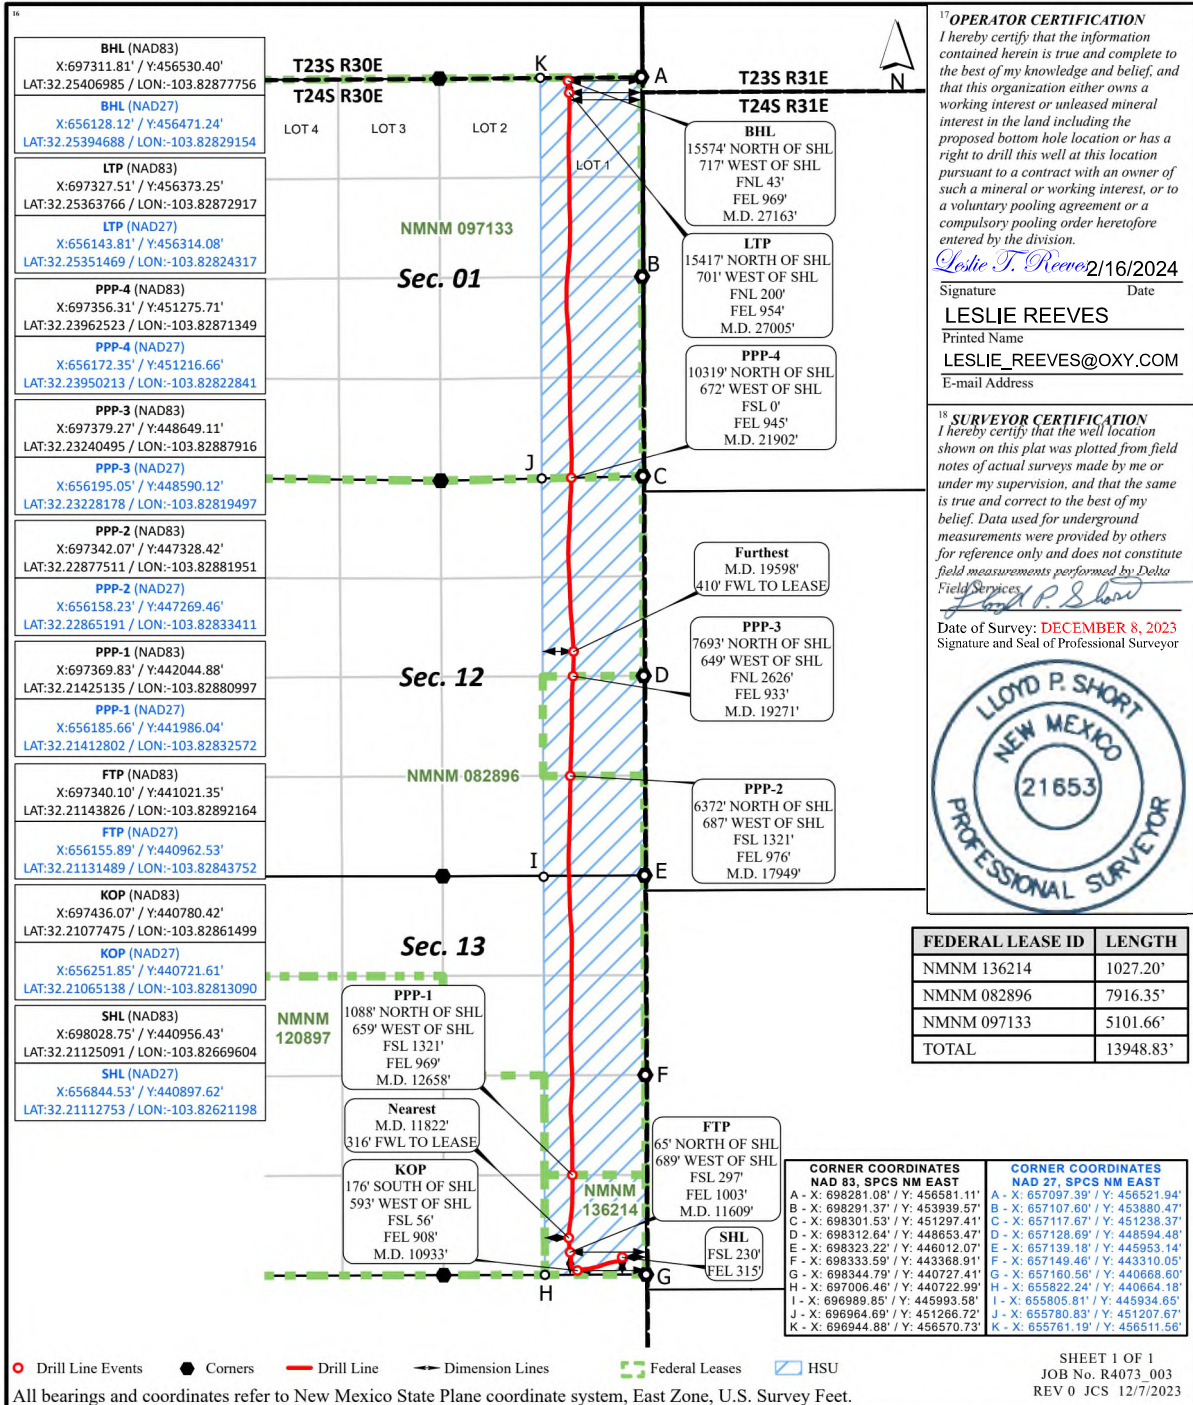 16
BHL (NAD83)
X:697311.81' / Y:456530.40'
LAT:32.25406985 / LON:-103.82877756
BHL (NAD27)
X:656128.12' / Y:456471.24'
LAT:32.25394688 / LON:-103.82829154
LTP (NAD83)
X:697327.51' / Y:456373.25'
LAT:32.25363766 / LON:-103.82872917
LTP (NAD27)
X:656143.81' / Y:456314.08'
LAT:32.25351469 / LON:-103.82824317
PPP-4 (NAD83)
X:697356.31' / Y:451275.71'
LAT:32.23962523 / LON:-103.82871349
PPP-4 (NAD27)
X:656172.35' / Y:451216.66'
LAT:32.23950213 / LON:-103.82822841
PPP-3 (NAD83)
X:697379.27' / Y:448649.11'
LAT:32.23240495 / LON:-103.82887916
PPP-3 (NAD27)
X:656195.05' / Y:448590.12'
LAT:32.23228178 / LON:-103.82819497
PPP-2 (NAD83)
X:697342.07' / Y:447328.42'
LAT:32.22877511 / LON:-103.82881951
PPP-2 (NAD27)
X:656158.23' / Y:447269.46'
LAT:32.22865191 / LON:-103.82833411
PPP-1 (NAD83)
X:697369.83' / Y:442044.88'
LAT:32.21425135 / LON:-103.82880997
PPP-1 (NAD27)
X:656185.66' / Y:441986.04'
LAT:32.21412802 / LON:-103.82832572
FTP (NAD83)
X:697340.10' / Y:441021.35'
LAT:32.21143826 / LON:-103.82892164
FTP (NAD27)
X:656155.89' / Y:440962.53'
LAT:32.21131489 / LON:-103.82843752
KOP (NAD83)
X:697436.07' / Y:440780.42'
LAT:32.21077475 / LON:-103.82861499
KOP (NAD27)
X:656251.85' / Y:440721.61'
LAT:32.21065138 / LON:-103.82813090
SHL (NAD83)
X:698028.75' / Y:440956.43'
LAT:32.21125091 / LON:-103.82669604
SHL (NAD27)
X:656844.53' / Y:440897.62'
LAT:32.21112753 / LON:-103.82621198
T23S R30E
T24S R30E
K
A
T23S R31E
T24S R31E
N
LOT 4
LOT 3
LOT 2
LOT 1
BHL
15574' NORTH OF SHL
717' WEST OF SHL
FNL 43'
FEL 969'
M.D. 27163'
NMNM 097133
Sec. 01
B
LTP
15417' NORTH OF SHL
701' WEST OF SHL
FNL 200'
FEL 954'
M.D. 27005'
PPP-4
10319' NORTH OF SHL
672' WEST OF SHL
FSL 0'
FEL 945'
M.D. 21902'
J
C
Furthest
M.D. 19598'
410' FWL TO LEASE
Sec. 12
D
PPP-3
7693' NORTH OF SHL
649' WEST OF SHL
FNL 2626'
FEL 933'
M.D. 19271'
NMNM 082896
PPP-2
6372' NORTH OF SHL
687' WEST OF SHL
FSL 1321'
FEL 976'
M.D. 17949'
I
E
Sec. 13
NMNM
120897
PPP-1
1088' NORTH OF SHL
659' WEST OF SHL
FSL 1321'
FEL 969'
M.D. 12658'
F
Nearest
M.D. 11822'
316' FWL TO LEASE
KOP
176' SOUTH OF SHL
593' WEST OF SHL
FSL 56'
FEL 908'
M.D. 10933'
NMNM
136214
FTP
65' NORTH OF SHL
689' WEST OF SHL
FSL 297'
FEL 1003'
M.D. 11609'
SHL
FSL 230'
FEL 315'
H
G
17 OPERATOR CERTIFICATION
I hereby certify that the information
contained herein is true and complete to
the best of my knowledge and belief, and
that this organization either owns a
working interest or unleased mineral
interest in the land including the
proposed bottom hole location or has a
right to drill this well at this location
pursuant to a contract with an owner of
such a mineral or working interest, or to
a voluntary pooling agreement or a
compulsory pooling order heretofore
entered by the division.
Leslie T. Reeves 2/16/2024
Signature Date
LESLIE REEVES
Printed Name
LESLIE_REEVES@OXY.COM
E-mail Address
18 SURVEYOR CERTIFICATION
I hereby certify that the well location
shown on this plat was plotted from field
notes of actual surveys made by me or
under my supervision, and that the same
is true and correct to the best of my
belief. Data used for underground
measurements were provided by others
for reference only and does not constitute
field measurements performed by Delta
Field Services.
Lloyd P. Short
Date of Survey: DECEMBER 8, 2023
Signature and Seal of Professional Surveyor
LLOYD P. SHORT
NEW MEXICO
21653
PROFESSIONAL SURVEYOR
FEDERAL LEASE ID LENGTH
NMNM 136214 1027.20'
NMNM 082896 7916.35'
NMNM 097133 5101.66'
TOTAL 13948.83'
CORNER COORDINATES
NAD 83, SPCS NM EAST
A - X: 698281.08' / Y: 456581.11'
B - X: 698291.37' / Y: 453939.57'
C - X: 698301.53' / Y: 451297.41'
D - X: 698312.64' / Y: 448653.47'
E - X: 698323.22' / Y: 446012.07'
F - X: 698333.59' / Y: 443368.91'
G - X: 698344.79' / Y: 440727.41'
H - X: 697006.46' / Y: 440722.99'
I - X: 696989.85' / Y: 445993.58'
J - X: 696964.69' / Y: 451266.72'
K - X: 696944.88' / Y: 456570.73'
CORNER COORDINATES
NAD 27, SPCS NM EAST
A - X: 657097.39' / Y: 456521.94'
B - X: 657107.60' / Y: 453880.47'
C - X: 657117.67' / Y: 451238.37'
D - X: 657128.69' / Y: 448594.48'
E - X: 657139.18' / Y: 445953.14'
F - X: 657149.46' / Y: 443310.05'
G - X: 657160.56' / Y: 440668.60'
H - X: 655822.24' / Y: 440664.18'
I - X: 655805.81' / Y: 445934.65'
J - X: 655780.83' / Y: 451207.67'
K - X: 655761.19' / Y: 456511.56'
Drill Line Events Corners Drill Line Dimension Lines Federal Leases HSU
All bearings and coordinates refer to New Mexico State Plane coordinate system, East Zone, U.S. Survey Feet.
SHEET 1 OF 1
JOB No. R4073_003
REV 0 JCS 12/7/2023